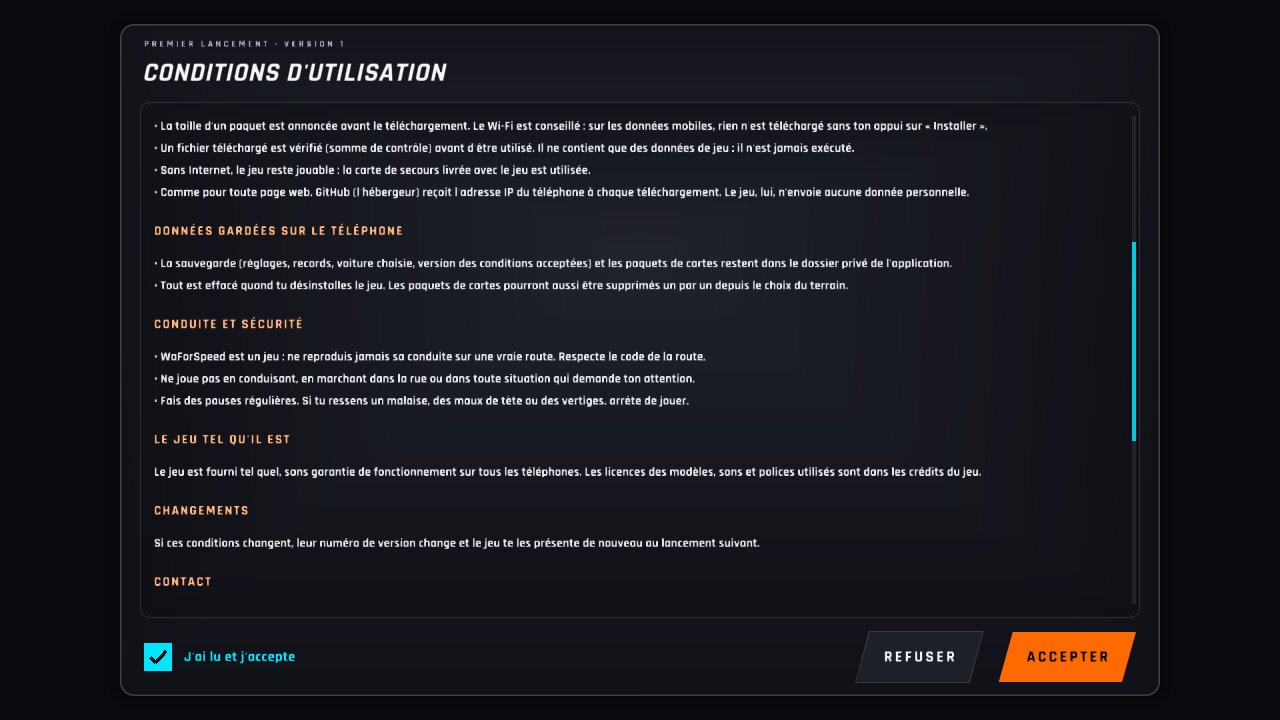 PREMIER LANCEMENT · VERSION 1
CONDITIONS D'UTILISATION
• La taille d'un paquet est annoncée avant le téléchargement. Le Wi-Fi est conseillé : sur les données mobiles, rien n'est téléchargé sans ton appui sur « Installer ».
• Un fichier téléchargé est vérifié (somme de contrôle) avant d'être utilisé. Il ne contient que des données de jeu ; il n'est jamais exécuté.
• Sans Internet, le jeu reste jouable : la carte de secours livrée avec le jeu est utilisée.
• Comme pour toute page web, GitHub (l'hébergeur) reçoit l'adresse IP du téléphone à chaque téléchargement. Le jeu, lui, n'envoie aucune donnée personnelle.
DONNÉES GARDÉES SUR LE TÉLÉPHONE
• La sauvegarde (réglages, records, voiture choisie, version des conditions acceptées) et les paquets de cartes restent dans le dossier privé de l'application.
• Tout est effacé quand tu désinstalles le jeu. Les paquets de cartes pourront aussi être supprimés un par un depuis le choix du terrain.
CONDUITE ET SÉCURITÉ
• WaForSpeed est un jeu : ne reproduis jamais sa conduite sur une vraie route. Respecte le code de la route.
• Ne joue pas en conduisant, en marchant dans la rue ou dans toute situation qui demande ton attention.
• Fais des pauses régulières. Si tu ressens un malaise, des maux de tête ou des vertiges, arrête de jouer.
LE JEU TEL QU'IL EST
Le jeu est fourni tel quel, sans garantie de fonctionnement sur tous les téléphones. Les licences des modèles, sons et polices utilisés sont dans les crédits du jeu.
CHANGEMENTS
Si ces conditions changent, leur numéro de version change et le jeu te les présente de nouveau au lancement suivant.
CONTACT
J'ai lu et j'accepte
REFUSER
ACCEPTER